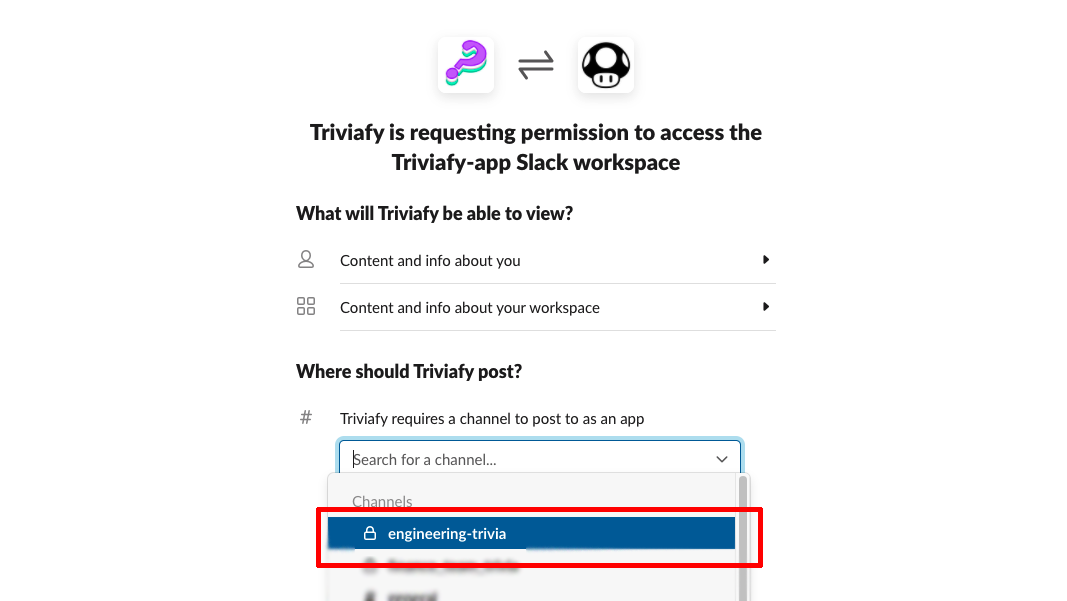 Triviafy is requesting permission to access the
Triviafy-app Slack workspace
What will Triviafy be able to view?
Content and info about you
Content and info about your workspace
Where should Triviafy post?
# Triviafy requires a channel to post to as an app
Search for a channel...
Channels
engineering-trivia